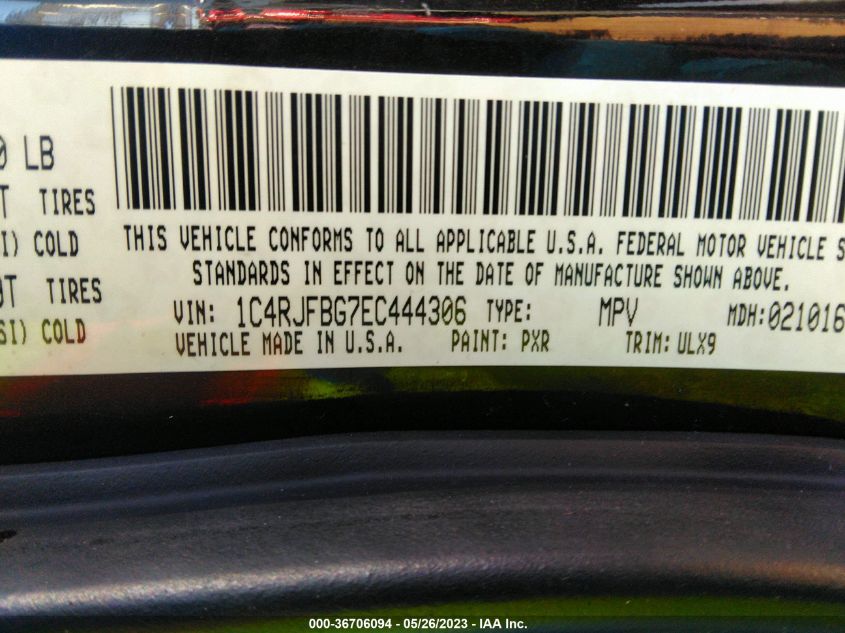 0 LB
T TIRES
SI) COLD
0T TIRES
SI) COLD
THIS VEHICLE CONFORMS TO ALL APPLICABLE U.S.A. FEDERAL MOTOR VEHICLE S
STANDARDS IN EFFECT ON THE DATE OF MANUFACTURE SHOWN ABOVE.
VIN: 1C4RJFBG7EC444306 TYPE: MPV MDH:021016
VEHICLE MADE IN U.S.A. PAINT: PXR TRIM: ULX9
000-36706094 - 05/26/2023 - IAA Inc.